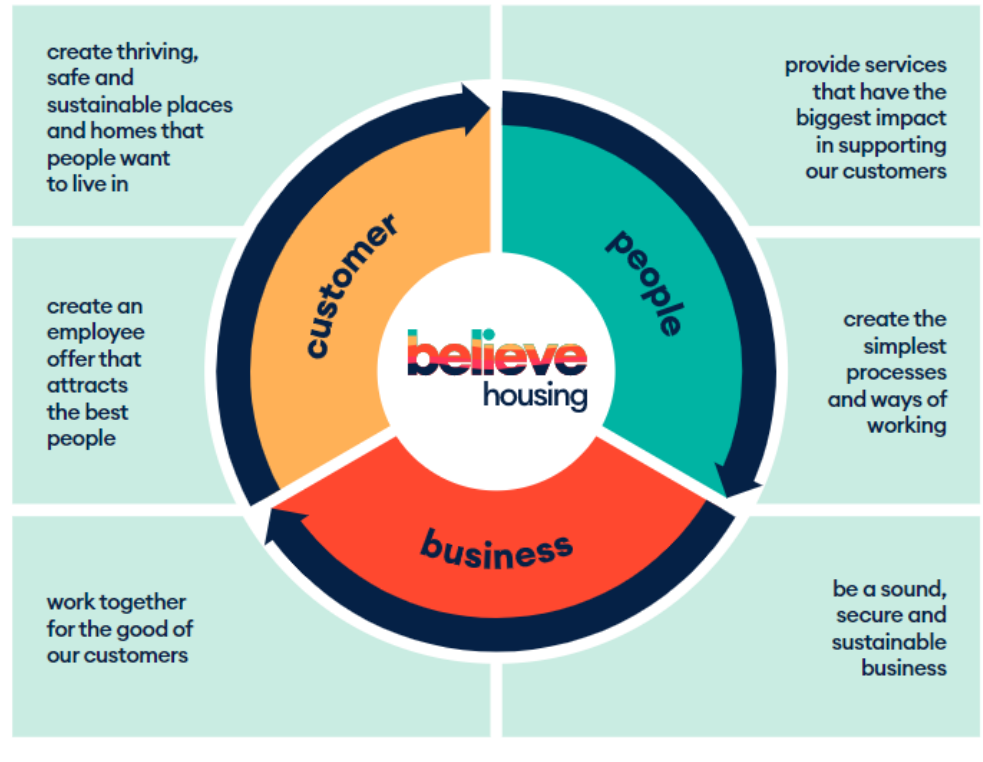 create thriving,
safe and
sustainable places
and homes that
people want
to live in
provide services
that have the
biggest impact
in supporting
our customers
customer
people
create an
employee
offer that
attracts
the best
people
believe
housing
create the
simplest
processes
and ways of
working
business
work together
for the good of
our customers
be a sound,
secure and
sustainable
business